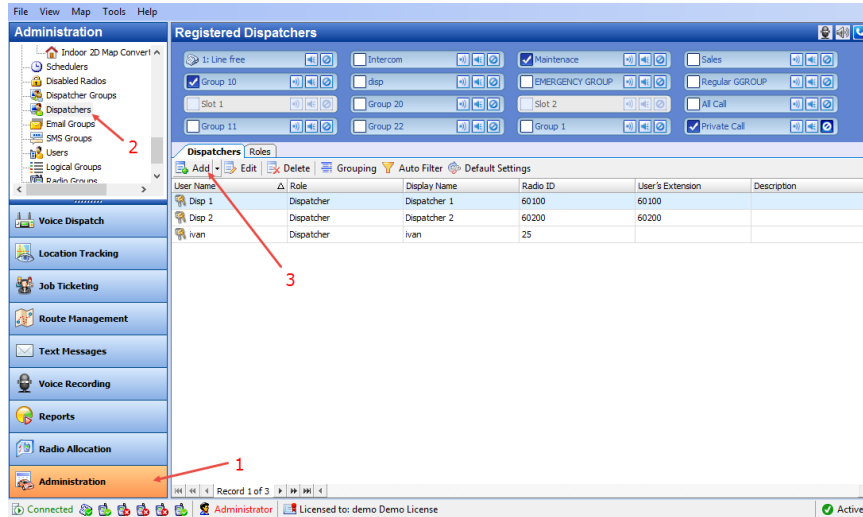 File View Map Tools Help
Administration
Registered Dispatchers
Indoor 2D Map Convert
Schedulers
Disabled Radios
Dispatcher Groups
Dispatchers
Email Groups
SMS Groups
Users
Logical Groups
Radio Groups
2
1: Line free
Intercom
Maintenace
Sales
Group 10
disp
EMERGENCY GROUP
Regular GGROUP
Slot 1
Group 20
Slot 2
All Call
Group 11
Group 22
Group 1
Private Call
Dispatchers Roles
Add Edit Delete Grouping Auto Filter Default Settings
User Name Role Display Name Radio ID User's Extension Description
Disp 1 Dispatcher Dispatcher 1 60100 60100
Disp 2 Dispatcher Dispatcher 2 60200 60200
ivan Dispatcher ivan 25
3
Voice Dispatch
Location Tracking
Job Ticketing
Route Management
Text Messages
Voice Recording
Reports
Radio Allocation
Administration
1
Record 1 of 3
Connected Administrator Licensed to: demo Demo License Active